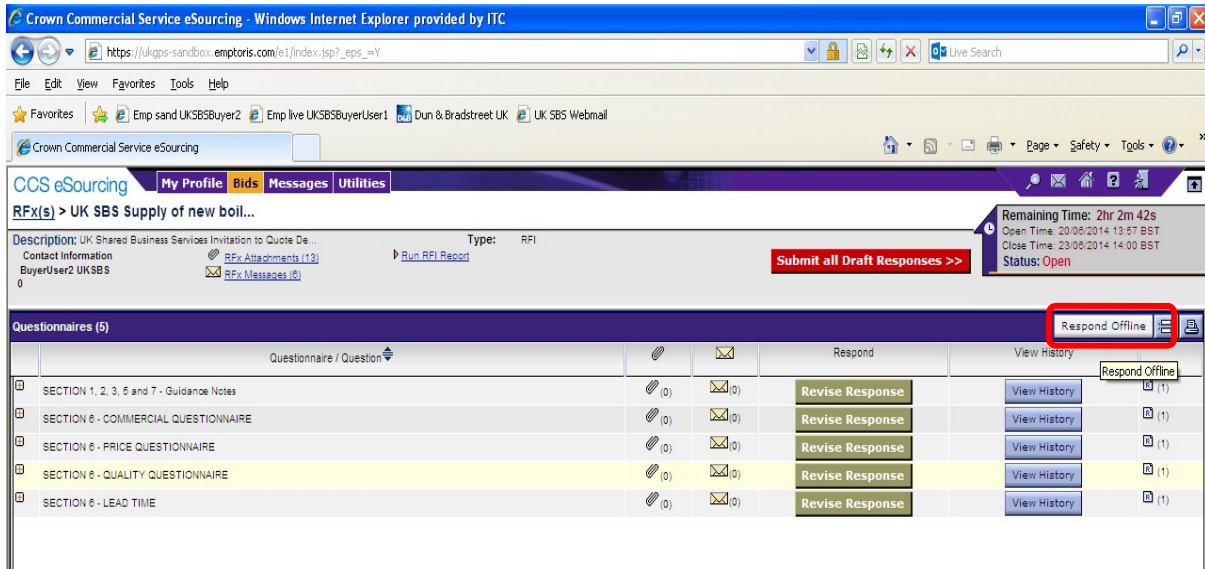 Crown Commercial Service eSourcing - Windows Internet Explorer provided by ITC
https://ukgps-sandbox.emptoris.com/e1/index.jsp?_eps_=Y
Live Search
File Edit View Favorites Tools Help
Favorites Emp sand UKSBSBuyer2 Emp live UKSBSBuyerUser1 Dun & Bradstreet UK UK SBS Webmail
Crown Commercial Service eSourcing
Page Safety Tools
CCS eSourcing My Profile Bids Messages Utilities
RFx(s) > UK SBS Supply of new boil...
Remaining Time: 2hr 2m 42s
Open Time: 20/06/2014 13:57 BST
Close Time: 23/06/2014 14:00 BST
Status: Open
Description: UK Shared Business Services Invitation to Quote De... Type: RFI
Contact Information RFx Attachments (13) Run RFI Report
BuyerUser2 UKSBS RFx Messages (6)
0
Submit all Draft Responses >>
Questionnaires (5) Respond Offline
Questionnaire / Question Respond View History
Respond Offline
SECTION 1, 2, 3, 5 and 7 - Guidance Notes (0) (0) Revise Response View History R (1)
SECTION 6 - COMMERCIAL QUESTIONNAIRE (0) (0) Revise Response View History R (1)
SECTION 6 - PRICE QUESTIONNAIRE (0) (0) Revise Response View History R (1)
SECTION 6 - QUALITY QUESTIONNAIRE (0) (0) Revise Response View History R (1)
SECTION 6 - LEAD TIME (0) (0) Revise Response View History R (1)